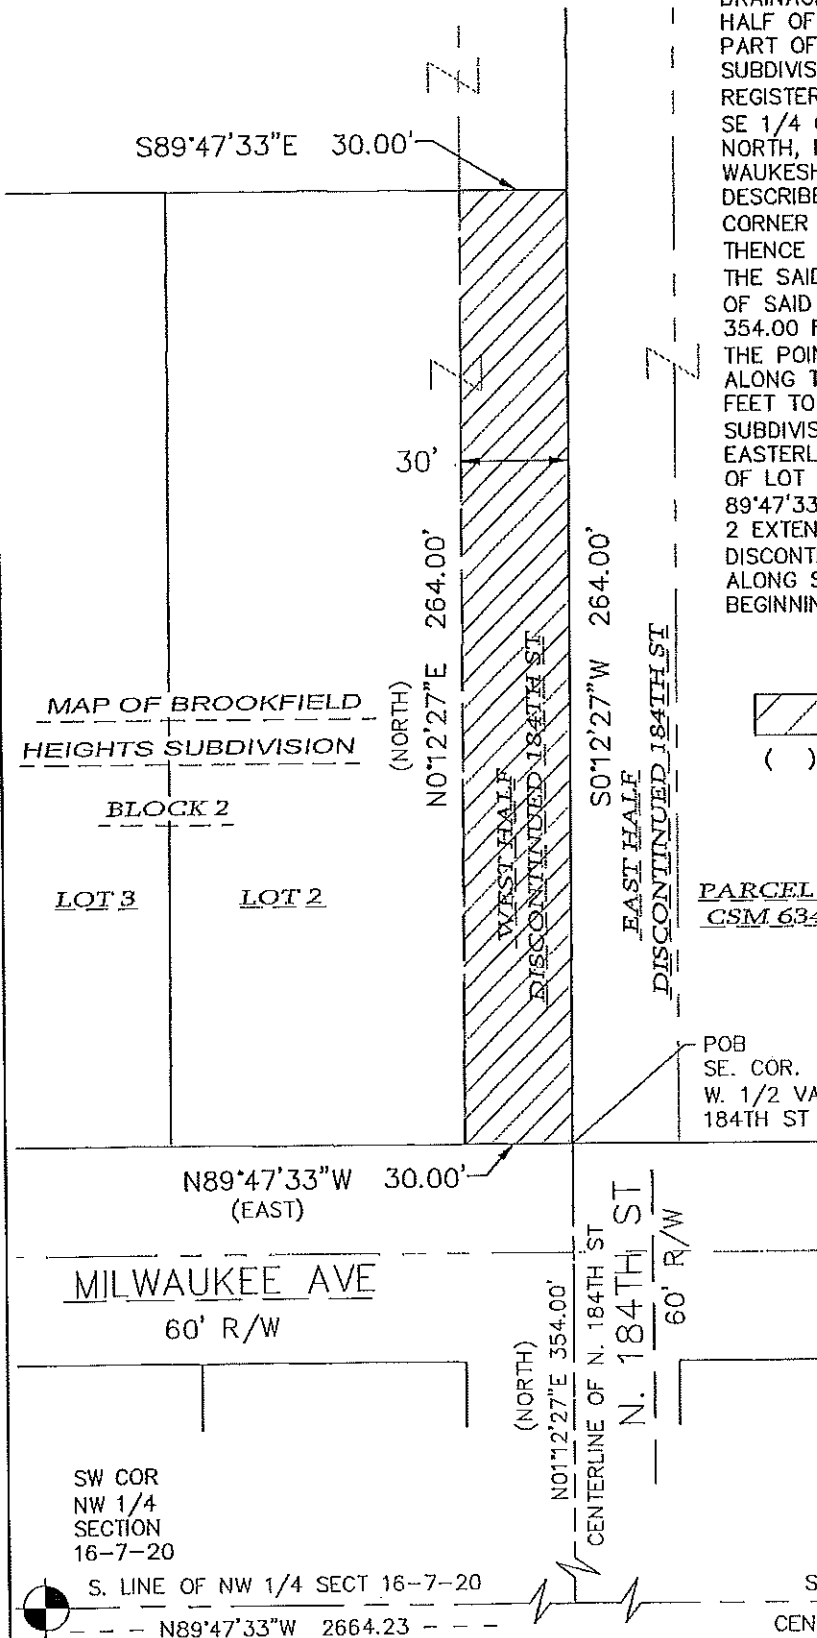 DRAINAG
HALF OF
PART OF
SUBDIVIS
REGISTER
SE 1/4
NORTH,
WAUKESH
DESCRIBE
CORNER
THENCE
THE SAID
OF SAID
354.00 F
THE POIN
ALONG T
FEET TO
SUBDIVIS
EASTERL
OF LOT
89°47'33
2 EXTEN
DISCONT
ALONG S
BEGINNIN
( )
S89°47'33"E 30.00'
30'
(NORTH)
N0°12'27"E 264.00'
S0°12'27"W 264.00'
WEST HALF
DISCONTINUED 184TH ST
EAST HALF
DISCONTINUED 184TH ST
MAP OF BROOKFIELD
HEIGHTS SUBDIVISION
BLOCK 2
LOT 3
LOT 2
PARCEL
CSM 634
POB
SE. COR.
W. 1/2 VA
184TH ST
N89°47'33"W 30.00'
(EAST)
MILWAUKEE AVE
60' R/W
(NORTH)
N01°12'27"E 354.00'
CENTERLINE OF N. 184TH ST
N. 184TH ST
60' R/W
SW COR
NW 1/4
SECTION
16-7-20
S. LINE OF NW 1/4 SECT 16-7-20
N89°47'33"W 2664.23
S
CEN